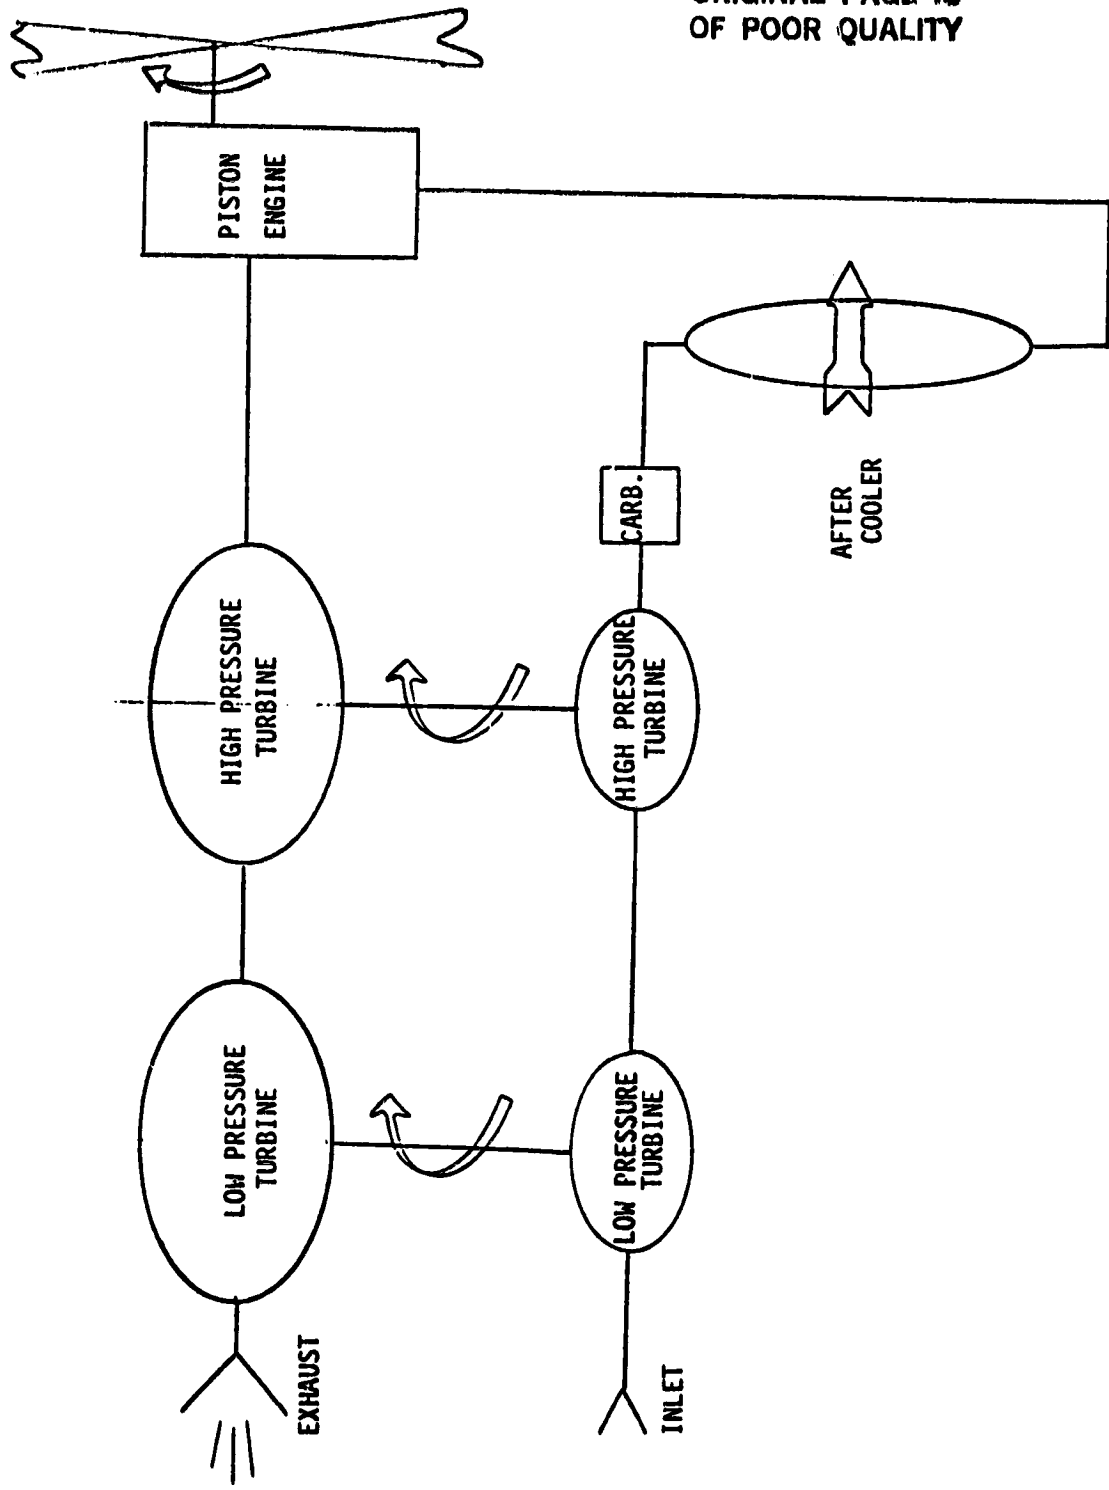 OF POOR QUALITY
PISTON
ENGINE
HIGH PRESSURE
TURBINE
LOW PRESSURE
TURBINE
EXHAUST
CARB.
HIGH PRESSURE
TURBINE
LOW PRESSURE
TURBINE
INLET
AFTER
COOLER